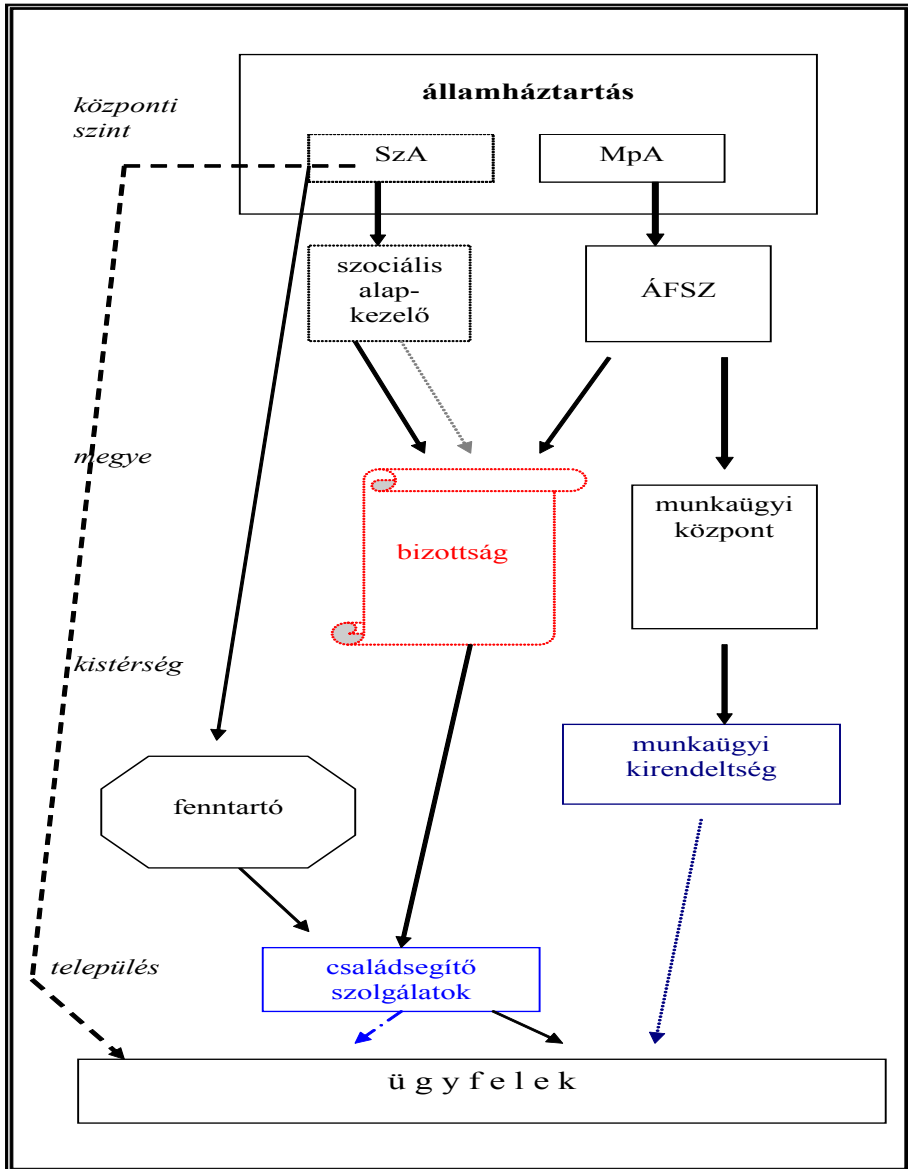 államháztartás
központi
szint
SzA
MpA
szociális
alap-
kezelő
ÁFSZ
megye
bizottság
munkaügyi
központ
kistérség
munkaügyi
kirendeltség
fenntartó
település
családsegítő
szolgálatok
ü g y f e l e k